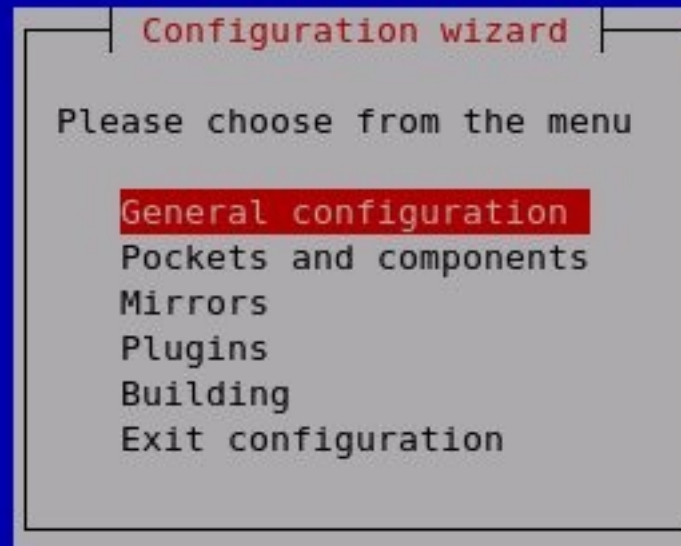 Configuration wizard
Please choose from the menu
General configuration
Pockets and components
Mirrors
Plugins
Building
Exit configuration